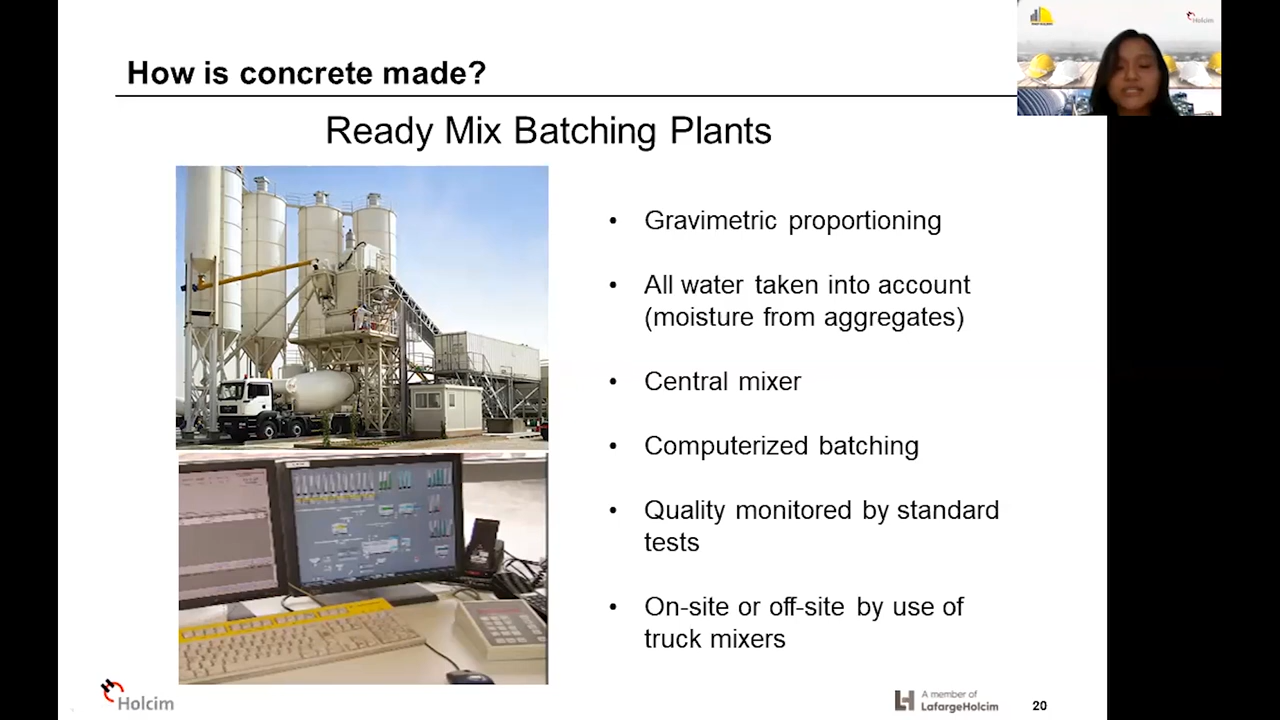 How is concrete made?
Ready Mix Batching Plants
• Gravimetric proportioning
• All water taken into account
(moisture from aggregates)
• Central mixer
• Computerized batching
• Quality monitored by standard
tests
• On-site or off-site by use of
truck mixers
Holcim
Holcim
A member of
LafargeHolcim
20